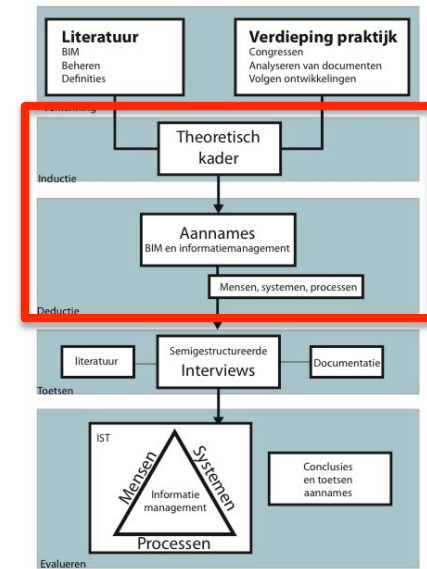 Literatuur
BIM
Beheren
Definities
Verdieping praktijk
Congressen
Analyseren van documenten
Volgen ontwikkelingen
Theoretisch
kader
Inductie
Aannames
BIM en informatiemanagement
Mensen, systemen, processen
Deductie
literatuur
Semigestructureerde
Interviews
Documentatie
Toetsen
IST
Mensen
Systemen
Informatie
management
Processen
Conclusies
en toetsen
aannames
Evalueren